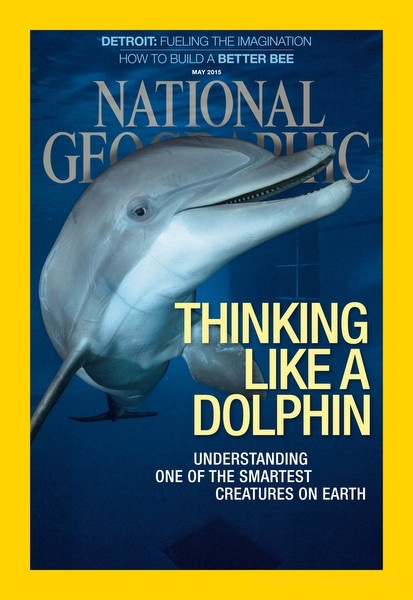 DETROIT: FUELING THE IMAGINATION
HOW TO BUILD A BETTER BEE
MAY 2015
NATIONAL
GEOGRAPHIC
THINKING
LIKE A
DOLPHIN
UNDERSTANDING
ONE OF THE SMARTEST
CREATURES ON EARTH